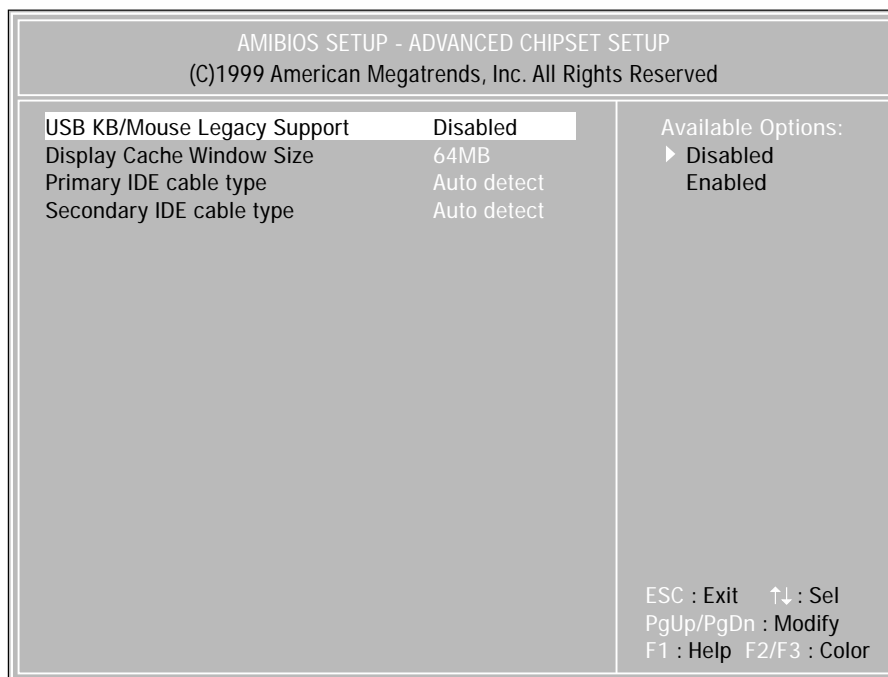 AMIBIOS SETUP - ADVANCED CHIPSET SETUP
(C)1999 American Megatrends, Inc. All Rights Reserved
USB KB/Mouse Legacy Support Disabled
Display Cache Window Size 64MB
Primary IDE cable type Auto detect
Secondary IDE cable type Auto detect
Available Options:
Disabled
Enabled
ESC : Exit ↑↓ : Sel
PgUp/PgDn : Modify
F1 : Help F2/F3 : Color